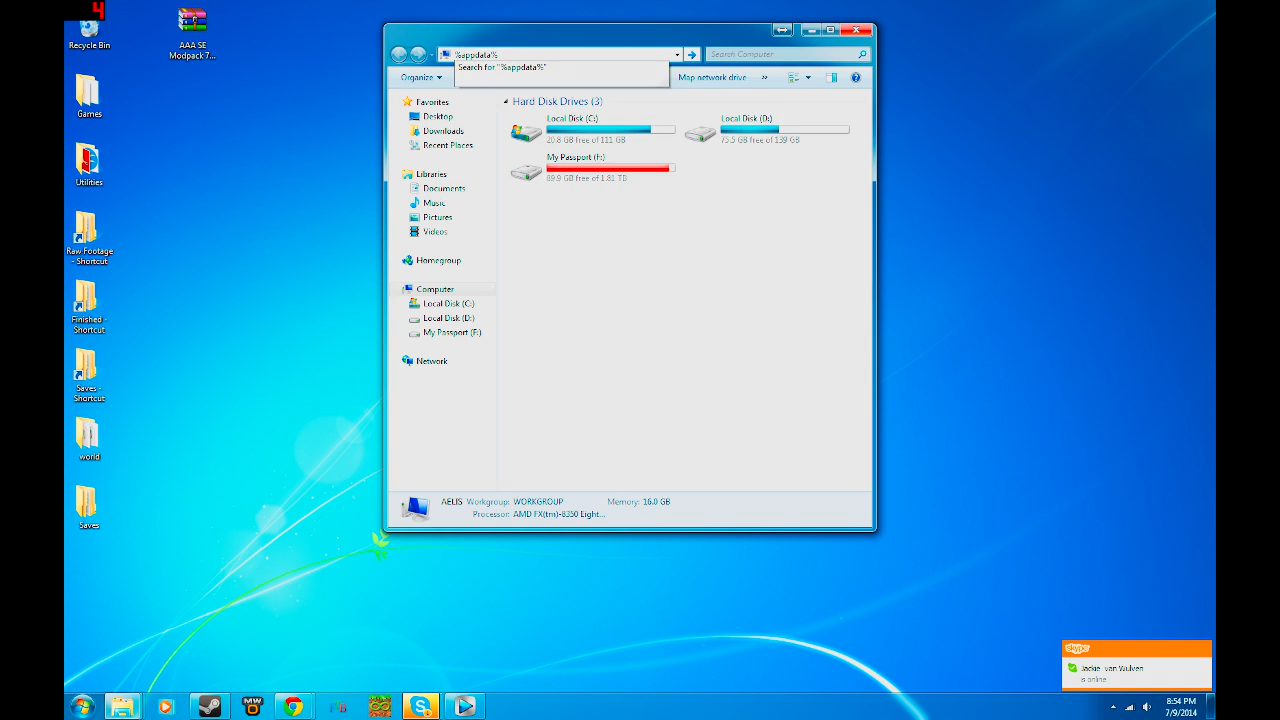 4
Recycle Bin
AAA SE
Modpack 7...
Games
Utilities
Raw Footage
- Shortcut
Finished -
Shortcut
Saves -
Shortcut
world
Saves
%appdata%
Search Computer
Search for "%appdata%"
Organize
Map network drive
»
Favorites
Desktop
Downloads
Recent Places
Libraries
Documents
Music
Pictures
Videos
Homegroup
Computer
Local Disk (C:)
Local Disk (D:)
My Passport (F:)
Network
Hard Disk Drives (3)
Local Disk (C:)
20.8 GB free of 111 GB
Local Disk (D:)
75.5 GB free of 139 GB
My Passport (F:)
89.9 GB free of 1.81 TB
AELIS Workgroup: WORKGROUP Memory: 16.0 GB
Processor: AMD FX(tm)-8350 Eight...
skype
Jackie van Wulven
is online
MW
8:54 PM
7/9/2014